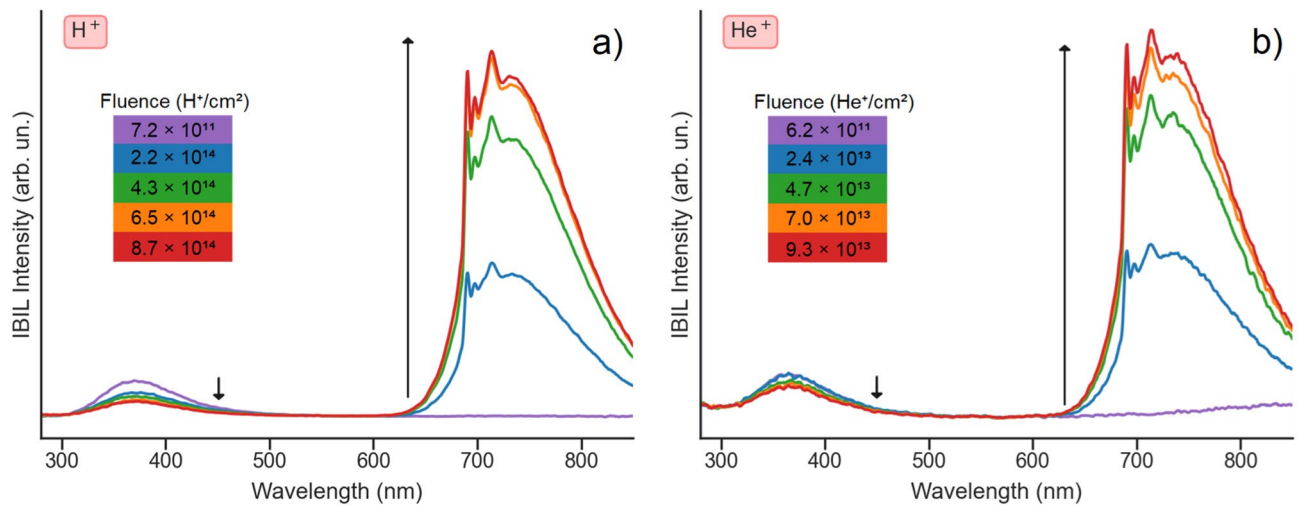 H⁺
a)
Fluence (H⁺/cm²)
7.2 × 10¹¹
2.2 × 10¹⁴
4.3 × 10¹⁴
6.5 × 10¹⁴
8.7 × 10¹⁴
IBIL Intensity (arb. un.)
300 400 500 600 700 800
Wavelength (nm)
He⁺
b)
Fluence (He⁺/cm²)
6.2 × 10¹¹
2.4 × 10¹³
4.7 × 10¹³
7.0 × 10¹³
9.3 × 10¹³
IBIL Intensity (arb. un.)
300 400 500 600 700 800
Wavelength (nm)